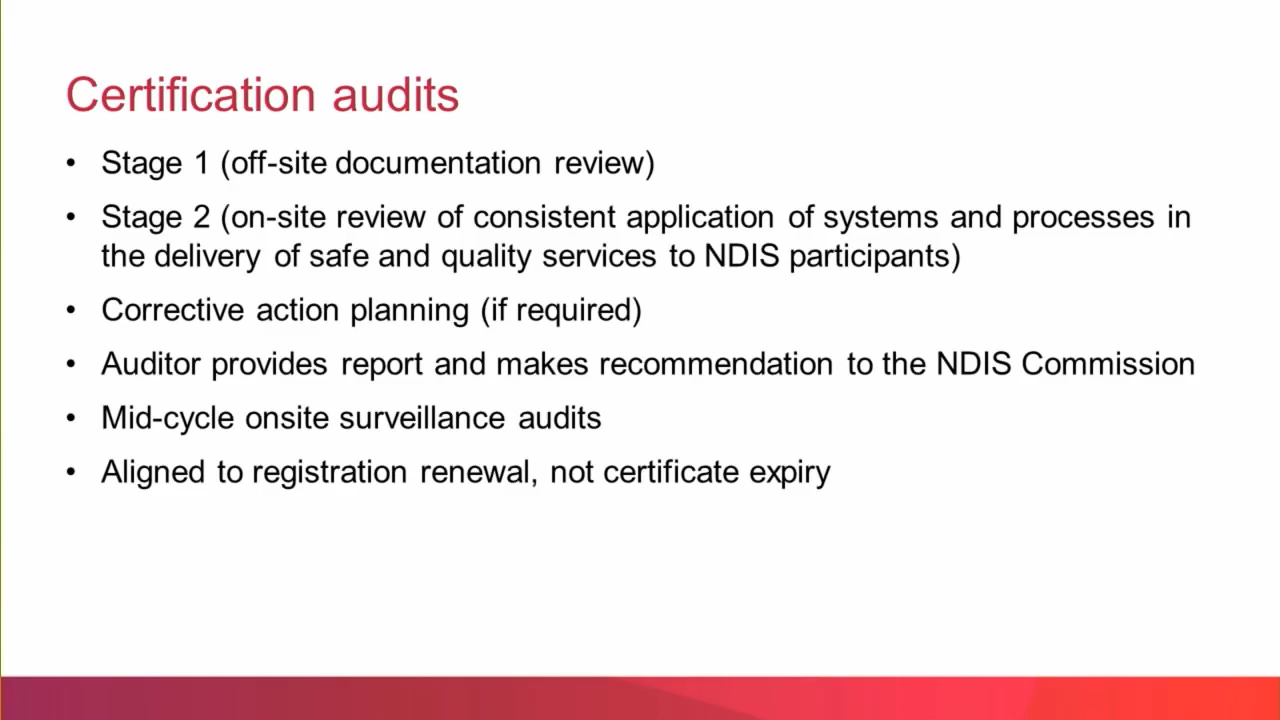 Certification audits
• Stage 1 (off-site documentation review)
• Stage 2 (on-site review of consistent application of systems and processes in
the delivery of safe and quality services to NDIS participants)
• Corrective action planning (if required)
• Auditor provides report and makes recommendation to the NDIS Commission
• Mid-cycle onsite surveillance audits
• Aligned to registration renewal, not certificate expiry